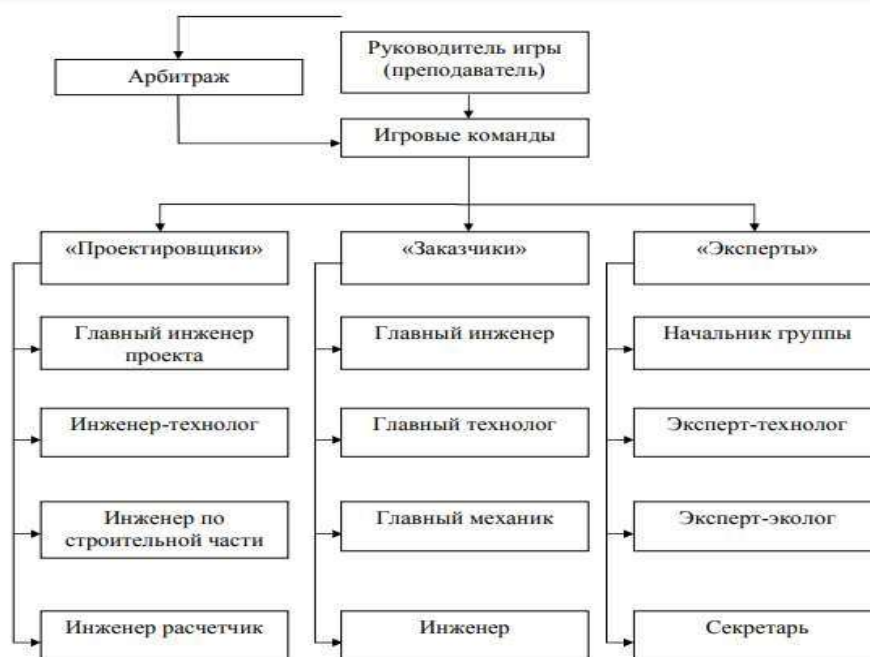 Руководитель игры
(преподаватель)
Арбитраж
Игровые команды
«Проектировщики»
«Заказчики»
«Эксперты»
Главный инженер
проекта
Главный инженер
Начальник группы
Инженер-технолог
Главный технолог
Эксперт-технолог
Инженер по
строительной части
Главный механик
Эксперт-эколог
Инженер расчетчик
Инженер
Секретарь